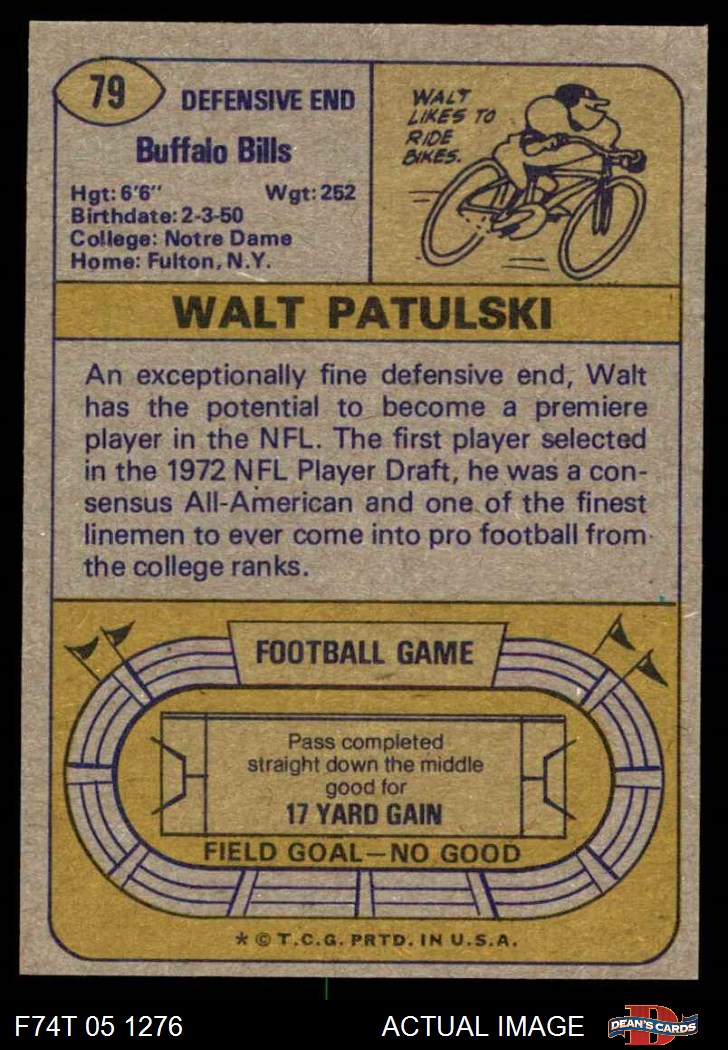 79
DEFENSIVE END
Buffalo Bills
Hgt: 6'6" Wgt: 252
Birthdate: 2-3-50
College: Notre Dame
Home: Fulton, N.Y.
WALT
LIKES TO
RIDE
BIKES.
WALT PATULSKI
An exceptionally fine defensive end, Walt
has the potential to become a premiere
player in the NFL. The first player selected
in the 1972 NFL Player Draft, he was a con-
sensus All-American and one of the finest
linemen to ever come into pro football from
the college ranks.
FOOTBALL GAME
Pass completed
straight down the middle
good for
17 YARD GAIN
FIELD GOAL—NO GOOD
* © T.C.G. PRTD. IN U.S.A.
F74T 05 1276 ACTUAL IMAGE
D
DEAN'S CARDS